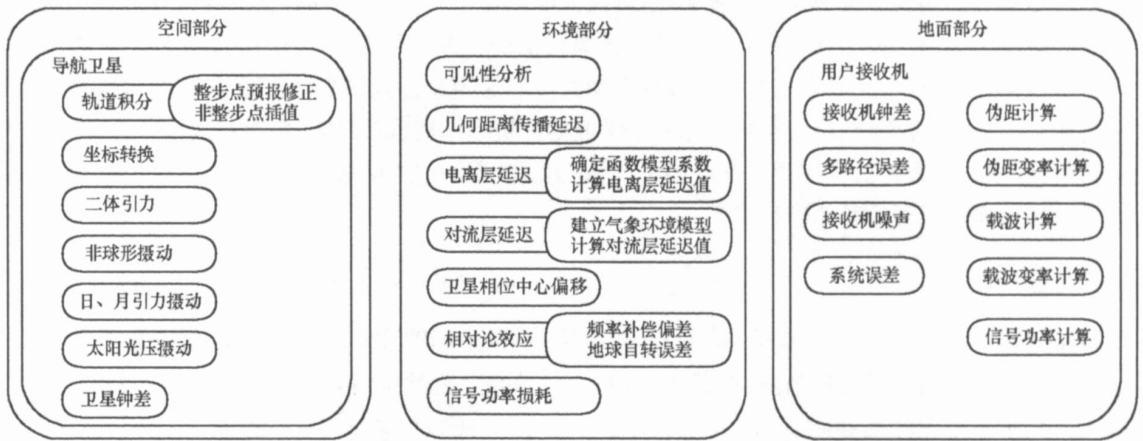 空间部分
导航卫星
轨道积分
整步点预报修正
非整步点插值
坐标转换
二体引力
非球形摄动
日、月引力摄动
太阳光压摄动
卫星钟差
环境部分
可见性分析
几何距离传播延迟
电离层延迟
确定函数模型系数
计算电离层延迟值
对流层延迟
建立气象环境模型
计算对流层延迟值
卫星相位中心偏移
相对论效应
频率补偿偏差
地球自转误差
信号功率损耗
地面部分
用户接收机
接收机钟差
伪距计算
多路径误差
伪距变率计算
接收机噪声
载波计算
系统误差
载波变率计算
信号功率计算